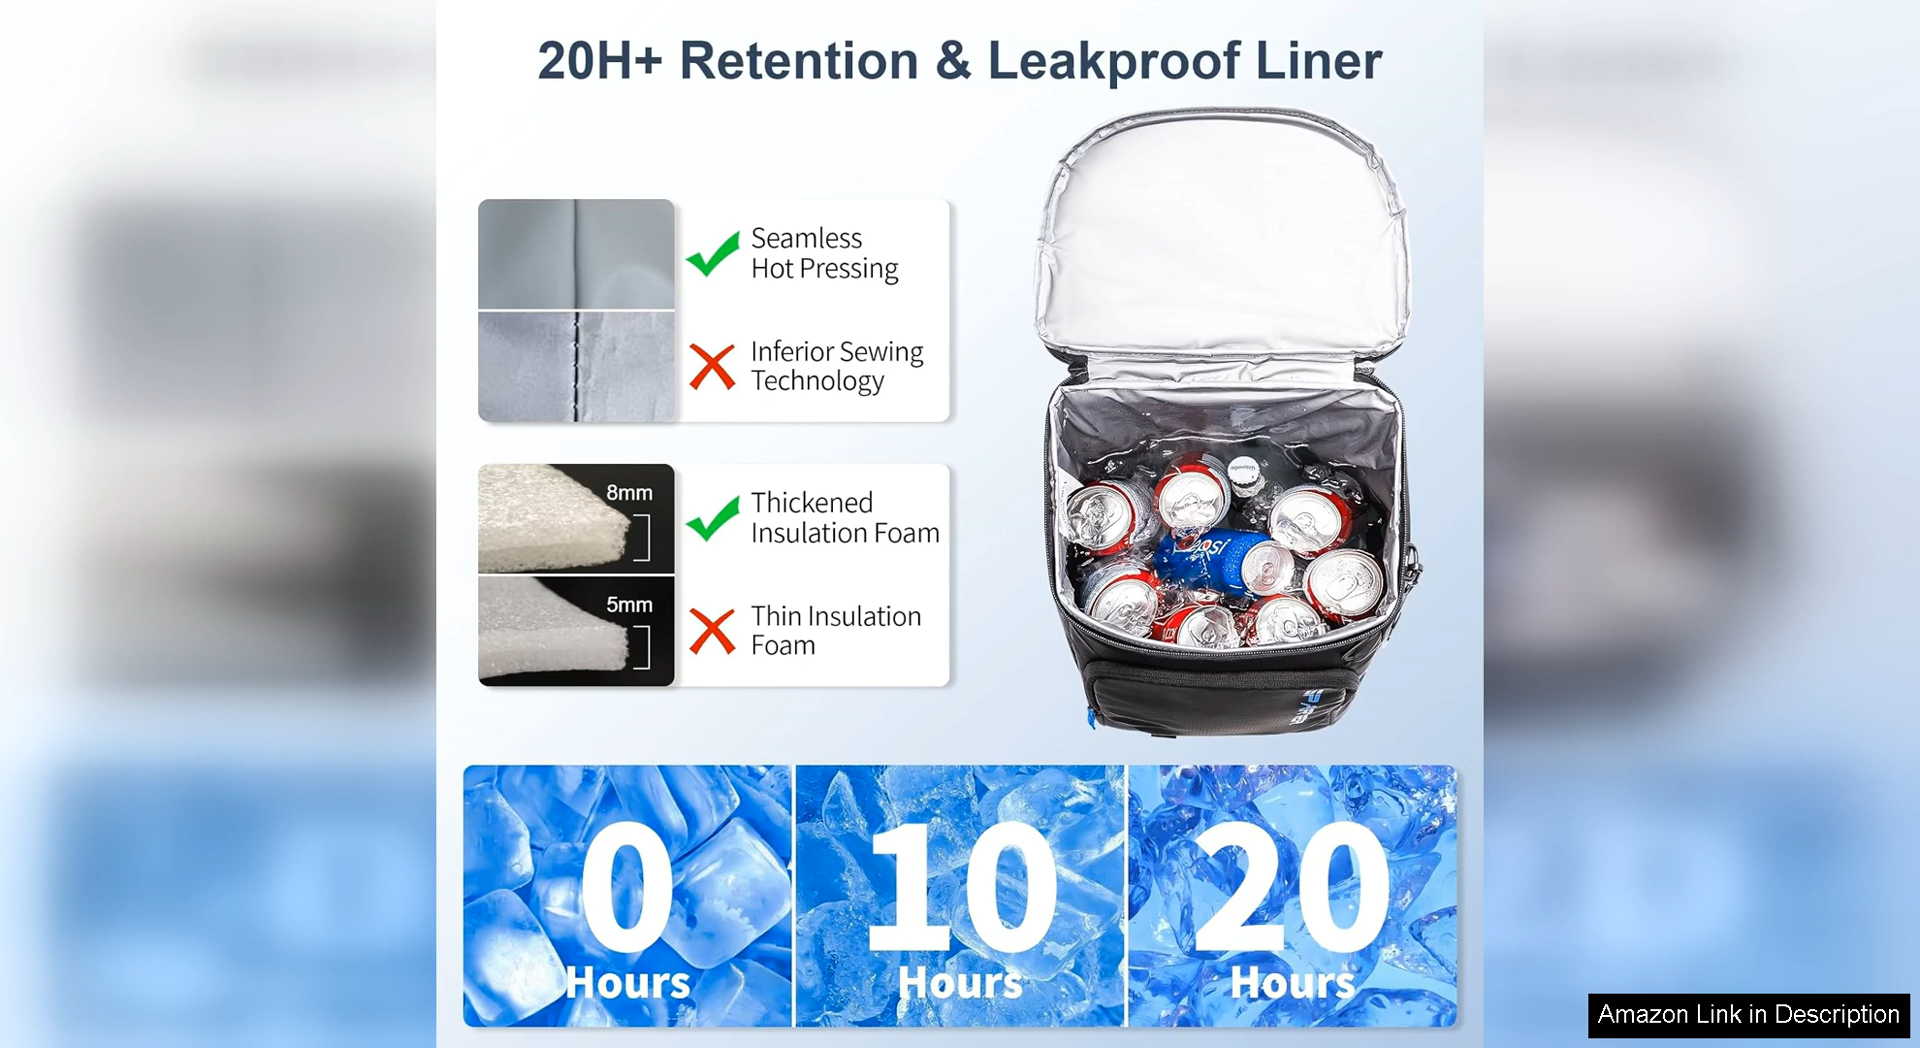 20H+ Retention & Leakproof Liner
Seamless
Hot Pressing
Inferior Sewing
Technology
8mm
Thickened
Insulation Foam
5mm
Thin Insulation
Foam
pepsi
0
Hours
10
Hours
20
Hours
Amazon Link in Description